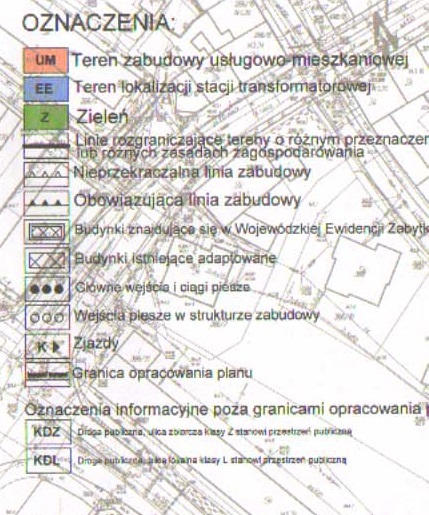 OZNACZENIA:
UM Teren zabudowy usługowo-mieszkaniowej
EE Teren lokalizacji stacji transformatorowej
Z Zieleń
Linie rozgraniczające tereny o różnym przeznaczen
lub różnych zasadach zagospodarowania
Nieprzekraczalna linia zabudowy
Obowiązująca linia zabudowy
Budynki znajdujące się w Wojewódzkiej Ewidencji Zabytk
Budynki istniejące adaptowane
Główne wejścia i ciągi piesze
Wejścia piesze w strukturze zabudowy
K Zjazdy
Granica opracowania planu
Oznaczenia informacyjne poza granicami opracowania p
KDZ Droga publiczna, ulica zbiorcza klasy Z stanowi przestrzeń publiczną
KDL Droga publiczna, ulica lokalna klasy L stanowi przestrzeń publiczną